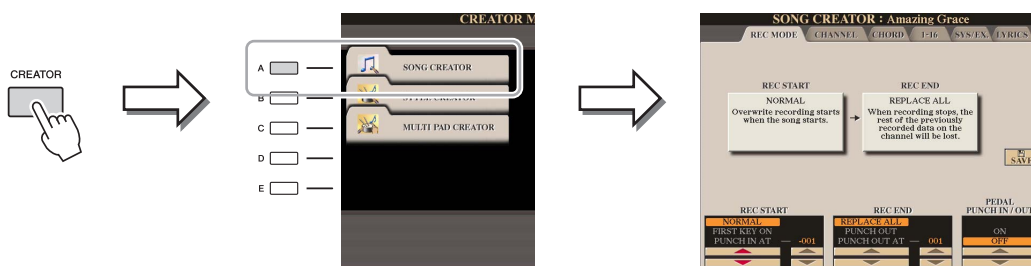 CREATOR
A
B
C
D
E
CREATOR M
SONG CREATOR
STYLE CREATOR
MULTI PAD CREATOR
SONG CREATOR : Amazing Grace
REC MODE CHANNEL CHORD 1-16 SYS/EX. LYRICS
REC START
NORMAL
Overwrite recording starts
when the song starts.
REC END
REPLACE ALL
When recording stops, the
rest of the previously
recorded data on the
channel will be lost.
SAVE
REC START
NORMAL
FIRST KEY ON
PUNCH IN AT — -001
REC END
REPLACE ALL
PUNCH OUT
PUNCH OUT AT — 001
PEDAL
PUNCH IN / OUT
ON
OFF